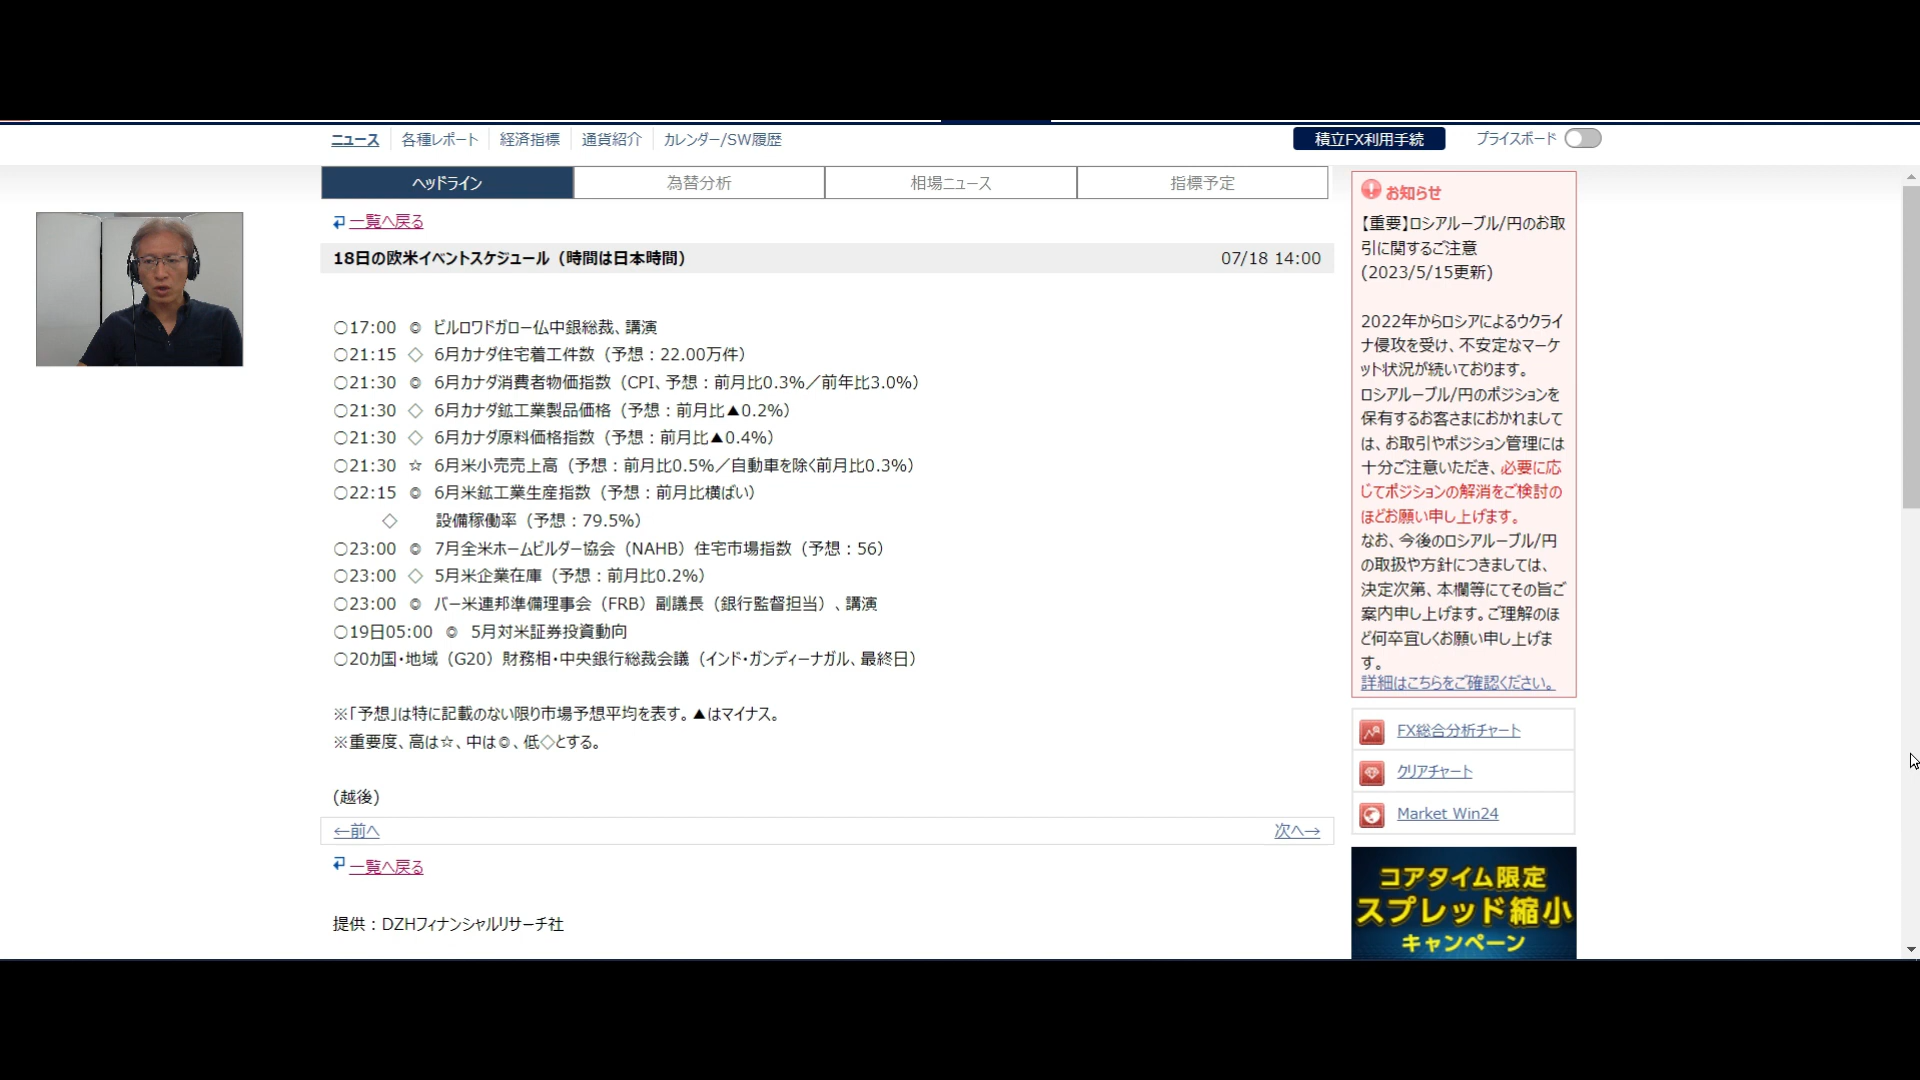 ニュース 各種レポート 経済指標 通貨紹介 カレンダー/SW履歴 積立FX利用手続 プライスボード
ヘッドライン 為替分析 相場ニュース 指標予定
一覧へ戻る
18日の欧米イベントスケジュール（時間は日本時間） 07/18 14:00
○17:00 ◎ ビルロワドガロー仏中銀総裁、講演
○21:15 ◇ 6月カナダ住宅着工件数（予想：22.00万件）
○21:30 ◎ 6月カナダ消費者物価指数（CPI、予想：前月比0.3%／前年比3.0%）
○21:30 ◇ 6月カナダ鉱工業製品価格（予想：前月比▲0.2%）
○21:30 ◇ 6月カナダ原料価格指数（予想：前月比▲0.4%）
○21:30 ☆ 6月米小売売上高（予想：前月比0.5%／自動車を除く前月比0.3%）
○22:15 ◎ 6月米鉱工業生産指数（予想：前月比横ばい）
◇ 設備稼働率（予想：79.5%）
○23:00 ◎ 7月全米ホームビルダー協会（NAHB）住宅市場指数（予想：56）
○23:00 ◇ 5月米企業在庫（予想：前月比0.2%）
○23:00 ◎ バー米連邦準備理事会（FRB）副議長（銀行監督担当）、講演
○19日05:00 ◎ 5月対米証券投資動向
○20カ国・地域（G20）財務相・中央銀行総裁会議（インド・ガンディーナガル、最終日）
※「予想」は特に記載のない限り市場予想平均を表す。▲はマイナス。
※重要度、高は☆、中は◎、低◇とする。
(越後)
←前へ 次へ→
一覧へ戻る
提供：DZHフィナンシャルリサーチ社
お知らせ
【重要】ロシアルーブル/円のお取
引に関するご注意
(2023/5/15更新)
2022年からロシアによるウクライ
ナ侵攻を受け、不安定なマーケ
ット状況が続いております。
ロシアルーブル/円のポジションを
保有するお客さまにおかれまして
は、お取引やポジション管理には
十分ご注意いただき、必要に応
じてポジションの解消をご検討の
ほどお願い申し上げます。
なお、今後のロシアルーブル/円
の取扱や方針につきましては、
決定次第、本欄等にてその旨ご
案内申し上げます。ご理解のほ
ど何卒宜しくお願い申し上げま
す。
詳細はこちらをご確認ください。
FX総合分析チャート
クリアチャート
Market Win24
コアタイム限定
スプレッド縮小
キャンペーン